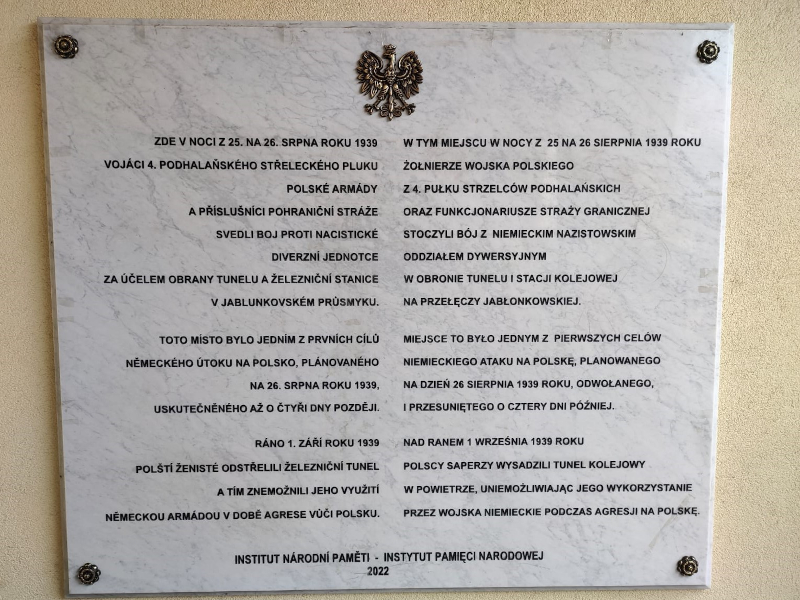 ZDE V NOCI Z 25. NA 26. SRPNA ROKU 1939
VOJÁCI 4. PODHALAŇSKÉHO STŘELECKÉHO PLUKU
POLSKÉ ARMÁDY
A PŘÍSLUŠNÍCI POHRANIČNÍ STRÁŽE
SVEDLI BOJ PROTI NACISTICKÉ
DIVERZNÍ JEDNOTCE
ZA ÚČELEM OBRANY TUNELU A ŽELEZNIČNÍ STANICE
V JABLUNKOVSKÉM PRŮSMYKU.
TOTO MÍSTO BYLO JEDNÍM Z PRVNÍCH CÍLŮ
NĚMECKÉHO ÚTOKU NA POLSKO, PLÁNOVANÉHO
NA 26. SRPNA ROKU 1939,
USKUTEČNĚNÉHO AŽ O ČTYŘI DNY POZDĚJI.
RÁNO 1. ZÁŘÍ ROKU 1939
POLŠTÍ ŽENISTÉ ODSTŘELILI ŽELEZNIČNÍ TUNEL
A TÍM ZNEMOŽNILI JEHO VYUŽITÍ
NĚMECKOU ARMÁDOU V DOBĚ AGRESE VŮČI POLSKU.
W TYM MIEJSCU W NOCY Z 25 NA 26 SIERPNIA 1939 ROKU
ŻOŁNIERZE WOJSKA POLSKIEGO
Z 4. PUŁKU STRZELCÓW PODHALAŃSKICH
ORAZ FUNKCJONARIUSZE STRAŻY GRANICZNEJ
STOCZYLI BÓJ Z NIEMIECKIM NAZISTOWSKIM
ODDZIAŁEM DYWERSYJNYM
W OBRONIE TUNELU I STACJI KOLEJOWEJ
NA PRZEŁĘCZY JABŁONKOWSKIEJ.
MIEJSCE TO BYŁO JEDNYM Z PIERWSZYCH CELÓW
NIEMIECKIEGO ATAKU NA POLSKĘ, PLANOWANEGO
NA DZIEŃ 26 SIERPNIA 1939 ROKU, ODWOŁANEGO,
I PRZESUNIĘTEGO O CZTERY DNI PÓŹNIEJ.
NAD RANEM 1 WRZEŚNIA 1939 ROKU
POLSCY SAPERZY WYSADZILI TUNEL KOLEJOWY
W POWIETRZE, UNIEMOŻLIWIAJĄC JEGO WYKORZYSTANIE
PRZEZ WOJSKA NIEMIECKIE PODCZAS AGRESJI NA POLSKĘ.
INSTITUT NÁRODNÍ PAMĚTI - INSTYTUT PAMIĘCI NARODOWEJ
2022